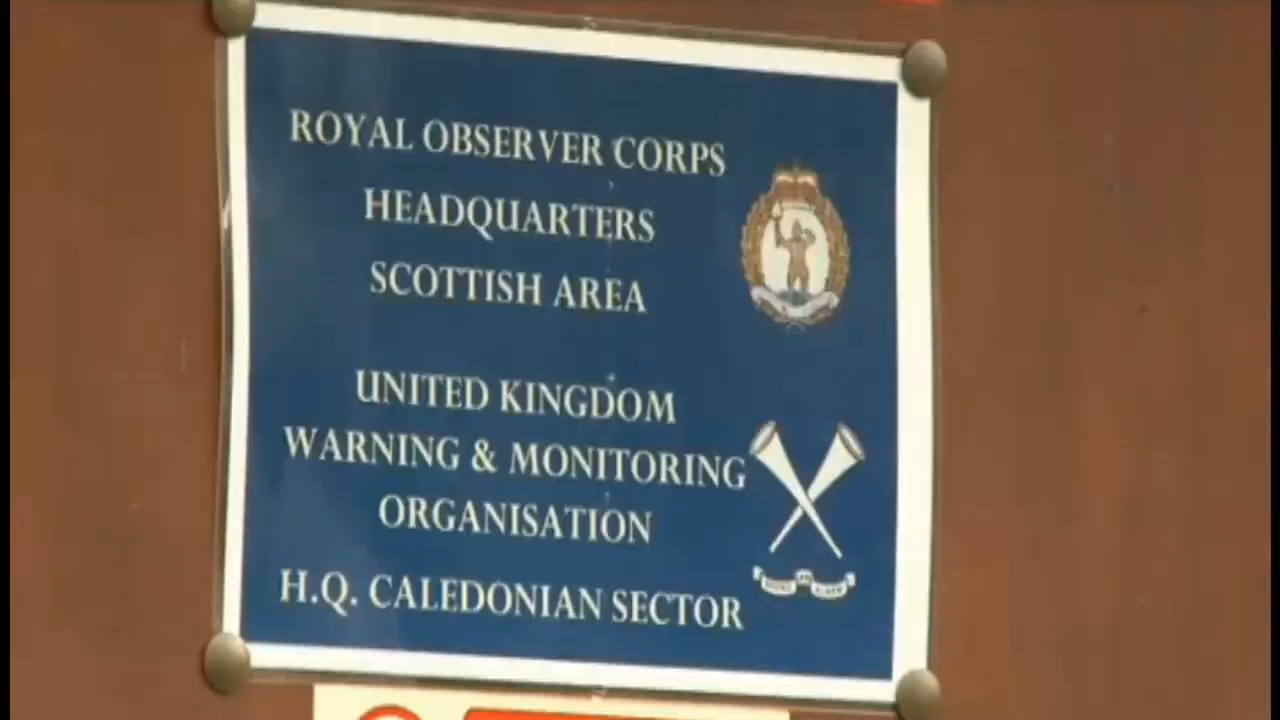 ROYAL OBSERVER CORPS
HEADQUARTERS
SCOTTISH AREA
UNITED KINGDOM
WARNING & MONITORING
ORGANISATION
H.Q. CALEDONIAN SECTOR